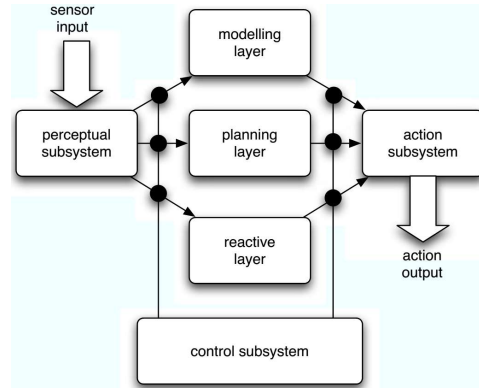 sensor
input
modelling
layer
perceptual
subsystem
planning
layer
action
subsystem
reactive
layer
action
output
control subsystem